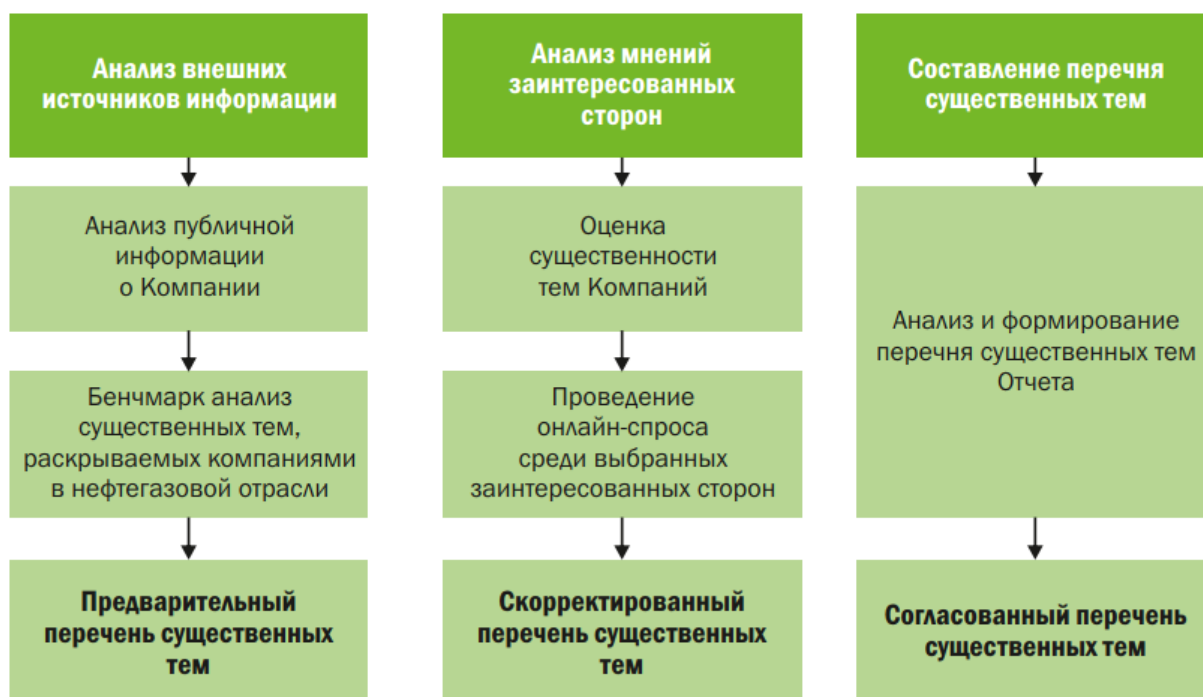 Анализ внешних
источников информации
Анализ публичной
информации
о Компании
Бенчмарк анализ
существенных тем,
раскрываемых компаниями
в нефтегазовой отрасли
Предварительный
перечень существенных
тем
Анализ мнений
заинтересованных
сторон
Оценка
существенности
тем Компаний
Проведение
онлайн-спроса
среди выбранных
заинтересованных сторон
Скорректированный
перечень существенных
тем
Составление перечня
существенных тем
Анализ и формирование
перечня существенных тем
Отчета
Согласованный перечень
существенных тем